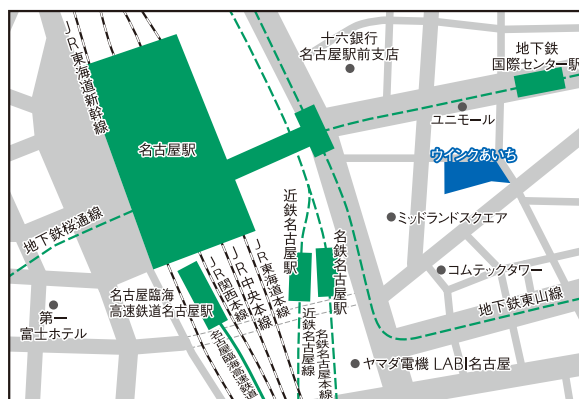 JR東海道新幹線
十六銀行
名古屋駅前支店
地下鉄
国際センター駅
ユニモール
名古屋駅
ウインクあいち
地下鉄桜通線
近鉄名古屋駅
名鉄名古屋駅
ミッドランドスクエア
コムテックタワー
JR東海道本線
JR中央本線
JR関西本線
名古屋臨海
高速鉄道名古屋駅
地下鉄東山線
第一
富士ホテル
名古屋臨海高速鉄道
近鉄名古屋線
名鉄名古屋本線
ヤマダ電機 LABI名古屋